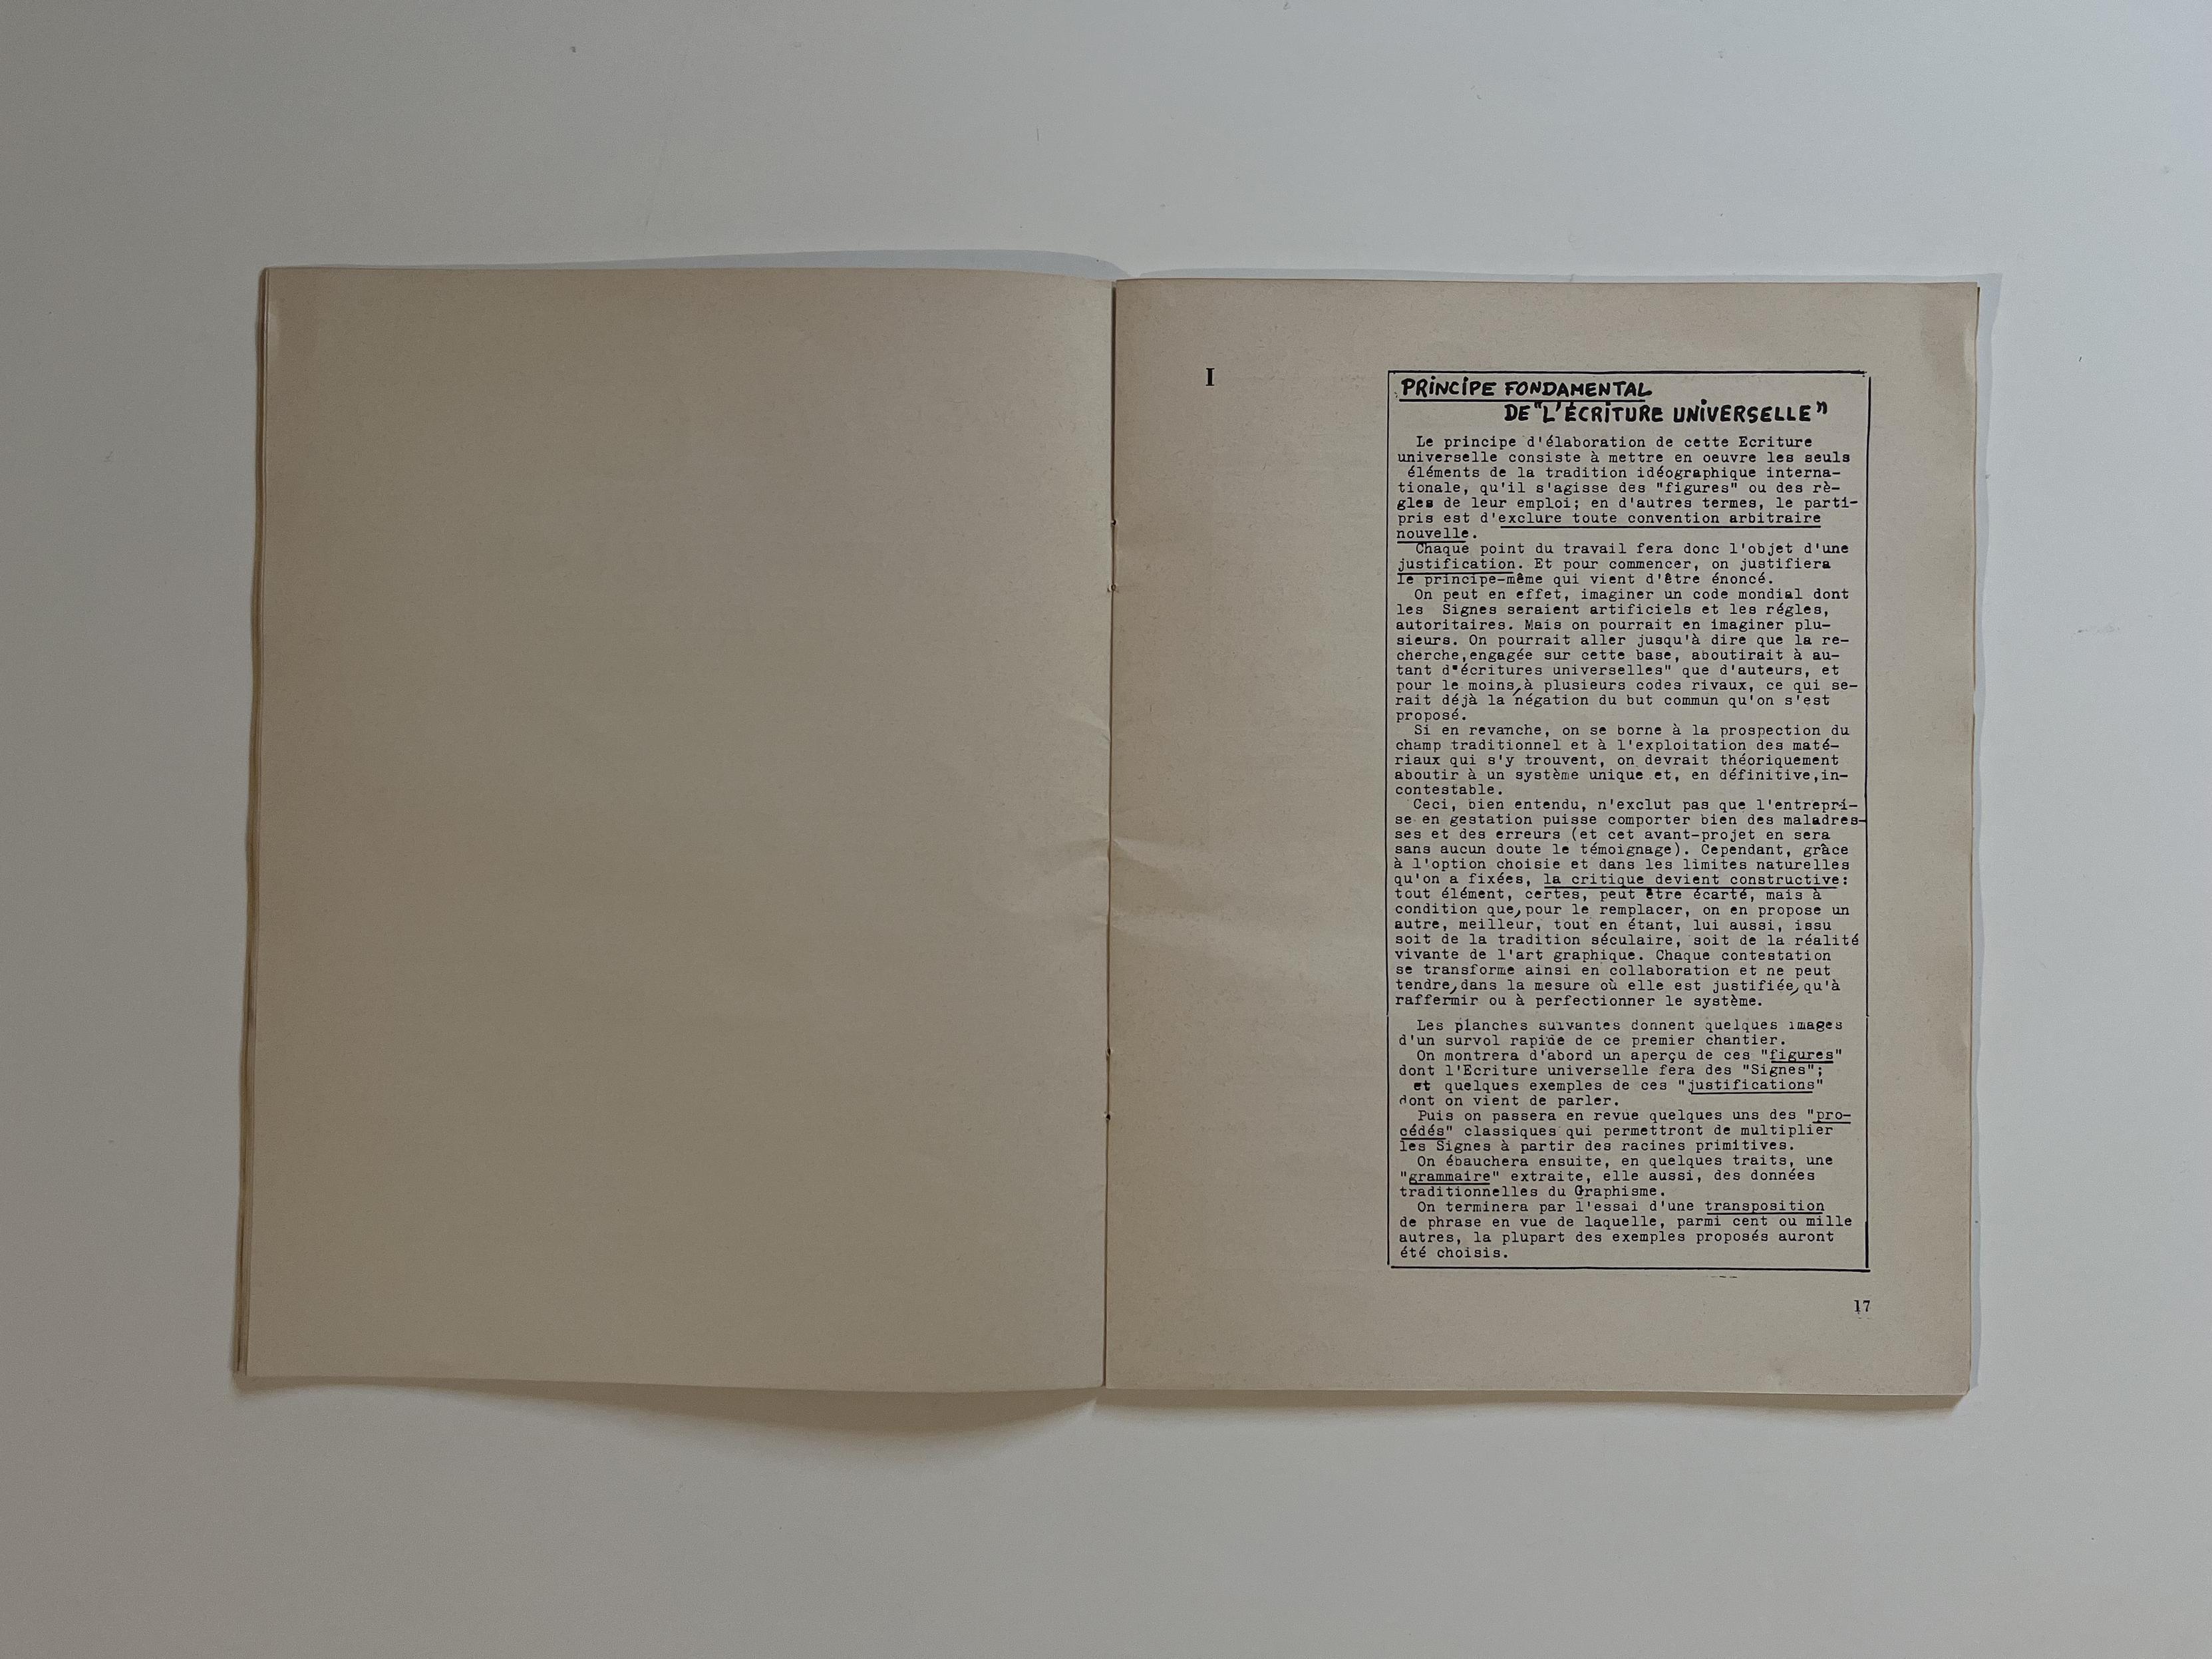 I
PRINCIPE FONDAMENTAL
DE "L'ÉCRITURE UNIVERSELLE"
Le principe d'élaboration de cette Ecriture
universelle consiste à mettre en oeuvre les seuls
éléments de la tradition idéographique interna-
tionale, qu'il s'agisse des "figures" ou des rè-
gles de leur emploi; en d'autres termes, le parti-
pris est d'exclure toute convention arbitraire
nouvelle.
Chaque point du travail fera donc l'objet d'une
justification. Et pour commencer, on justifiera
le principe-même qui vient d'être énoncé.
On peut en effet, imaginer un code mondial dont
les Signes seraient artificiels et les régles,
autoritaires. Mais on pourrait en imaginer plu-
sieurs. On pourrait aller jusqu'à dire que la re-
cherche,engagée sur cette base, aboutirait à au-
tant d"écritures universelles" que d'auteurs, et
pour le moins, à plusieurs codes rivaux, ce qui se-
rait déjà la négation du but commun qu'on s'est
proposé.
Si en revanche, on se borne à la prospection du
champ traditionnel et à l'exploitation des maté-
riaux qui s'y trouvent, on devrait théoriquement
aboutir à un système unique et, en définitive,in-
contestable.
Ceci, bien entendu, n'exclut pas que l'entrepri-
se en gestation puisse comporter bien des maladres-
ses et des erreurs (et cet avant-projet en sera
sans aucun doute le témoignage). Cependant, grâce
à l'option choisie et dans les limites naturelles
qu'on a fixées, la critique devient constructive:
tout élément, certes, peut être écarté, mais à
condition que, pour le remplacer, on en propose un
autre, meilleur, tout en étant, lui aussi, issu
soit de la tradition séculaire, soit de la réalité
vivante de l'art graphique. Chaque contestation
se transforme ainsi en collaboration et ne peut
tendre, dans la mesure où elle est justifiée, qu'à
raffermir ou à perfectionner le système.
Les planches suivantes donnent quelques images
d'un survol rapide de ce premier chantier.
On montrera d'abord un aperçu de ces "figures"
dont l'Ecriture universelle fera des "Signes";
et quelques exemples de ces "justifications"
dont on vient de parler.
Puis on passera en revue quelques uns des "pro-
cédés" classiques qui permettront de multiplier
les Signes à partir des racines primitives.
On ébauchera ensuite, en quelques traits, une
"grammaire" extraite, elle aussi, des données
traditionnelles du Graphisme.
On terminera par l'essai d'une transposition
de phrase en vue de laquelle, parmi cent ou mille
autres, la plupart des exemples proposés auront
été choisis.
17